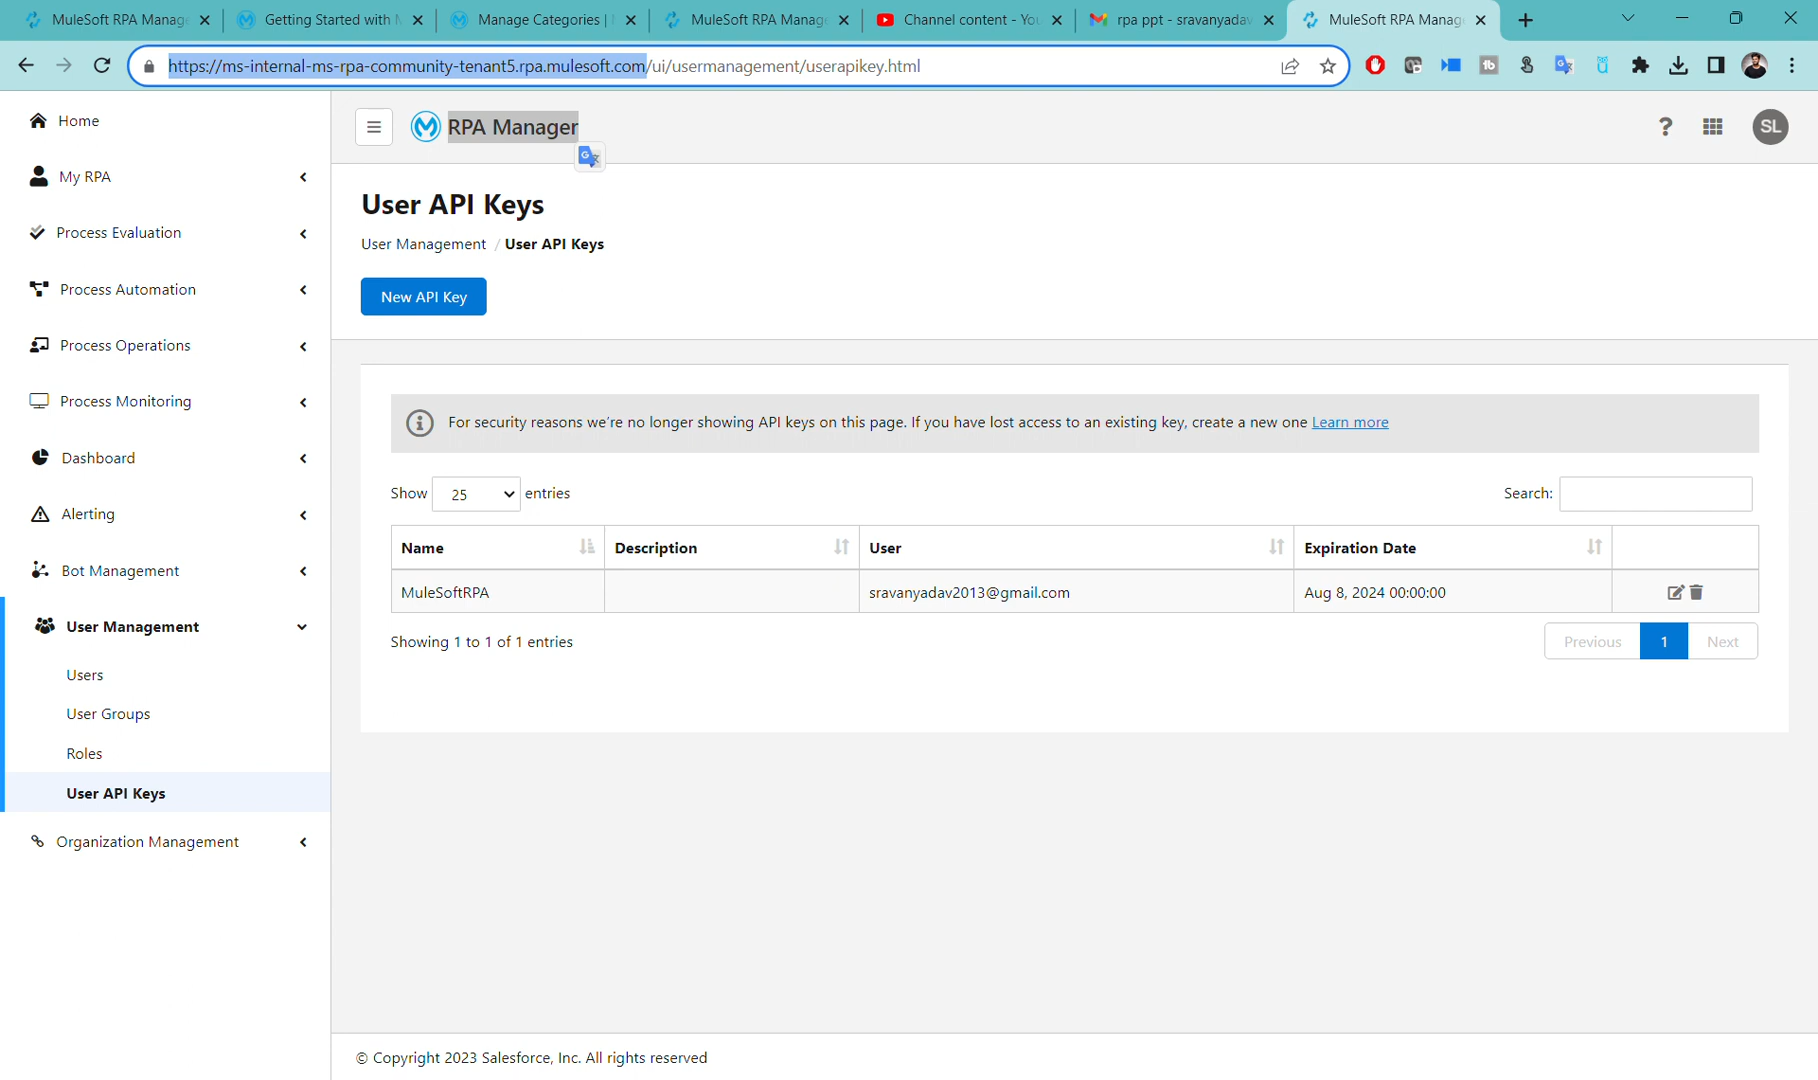 MuleSoft RPA Manag
Getting Started with
Manage Categories |
MuleSoft RPA Manag
Channel content - You
rpa ppt - sravanyadav
MuleSoft RPA Manag
https://ms-internal-ms-rpa-community-tenant5.rpa.mulesoft.com/ui/usermanagement/userapikey.html
Home
My RPA
Process Evaluation
Process Automation
Process Operations
Process Monitoring
Dashboard
Alerting
Bot Management
User Management
Users
User Groups
Roles
User API Keys
Organization Management
RPA Manager
SL
User API Keys
User Management / User API Keys
New API Key
For security reasons we're no longer showing API keys on this page. If you have lost access to an existing key, create a new one Learn more
Show 25 entries
Search:
Name Description User Expiration Date
MuleSoftRPA sravanyadav2013@gmail.com Aug 8, 2024 00:00:00
Showing 1 to 1 of 1 entries
Previous 1 Next
© Copyright 2023 Salesforce, Inc. All rights reserved